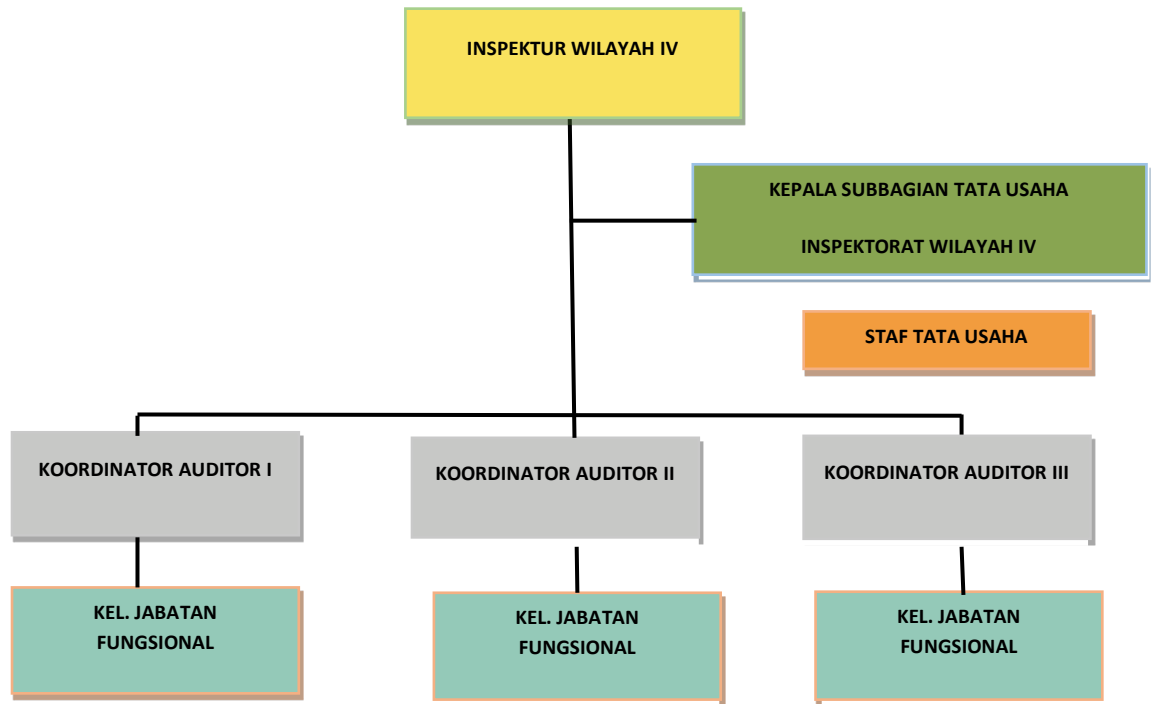 INSPEKTUR WILAYAH IV
KEPALA SUBBAGIAN TATA USAHA
INSPEKTORAT WILAYAH IV
STAF TATA USAHA
KOORDINATOR AUDITOR I
KOORDINATOR AUDITOR II
KOORDINATOR AUDITOR III
KEL. JABATAN
FUNGSIONAL
KEL. JABATAN
FUNGSIONAL
KEL. JABATAN
FUNGSIONAL